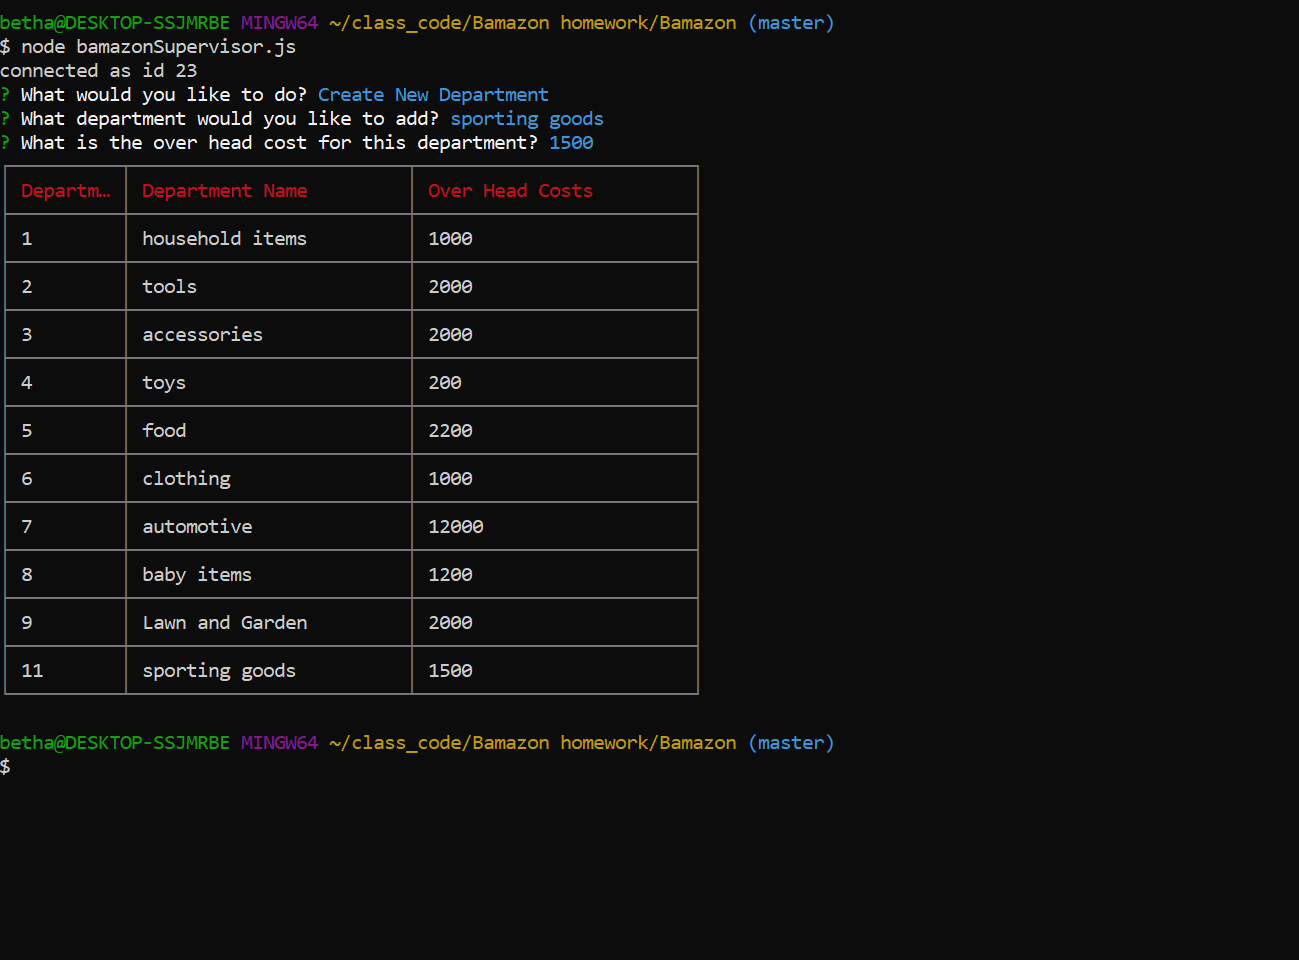 betha@DESKTOP-SSJMRBE MINGW64 ~/class_code/Bamazon homework/Bamazon (master)
$ node bamazonSupervisor.js
connected as id 23
? What would you like to do? Create New Department
? What department would you like to add? sporting goods
? What is the over head cost for this department? 1500
Departm… Department Name Over Head Costs
1 household items 1000
2 tools 2000
3 accessories 2000
4 toys 200
5 food 2200
6 clothing 1000
7 automotive 12000
8 baby items 1200
9 Lawn and Garden 2000
11 sporting goods 1500
betha@DESKTOP-SSJMRBE MINGW64 ~/class_code/Bamazon homework/Bamazon (master)
$